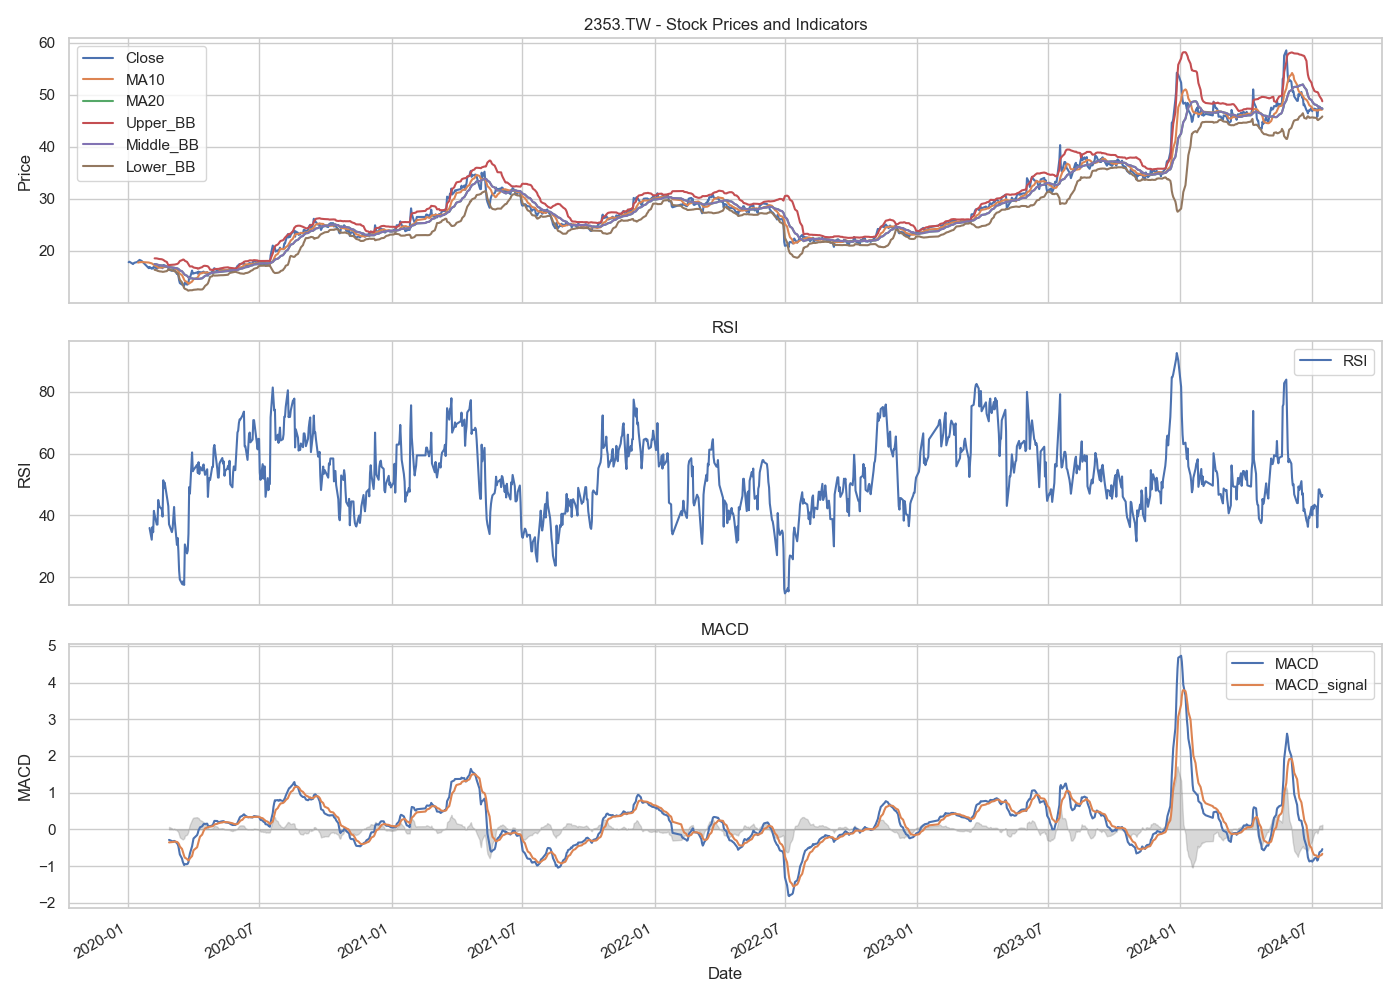 2353.TW - Stock Prices and Indicators
60
50
40
30
20
Price
Close
MA10
MA20
Upper_BB
Middle_BB
Lower_BB
RSI
80
60
40
20
RSI
RSI
MACD
5
4
3
2
1
0
−1
−2
MACD
MACD
MACD_signal
2020-01
2020-07
2021-01
2021-07
2022-01
2022-07
2023-01
2023-07
2024-01
2024-07
Date